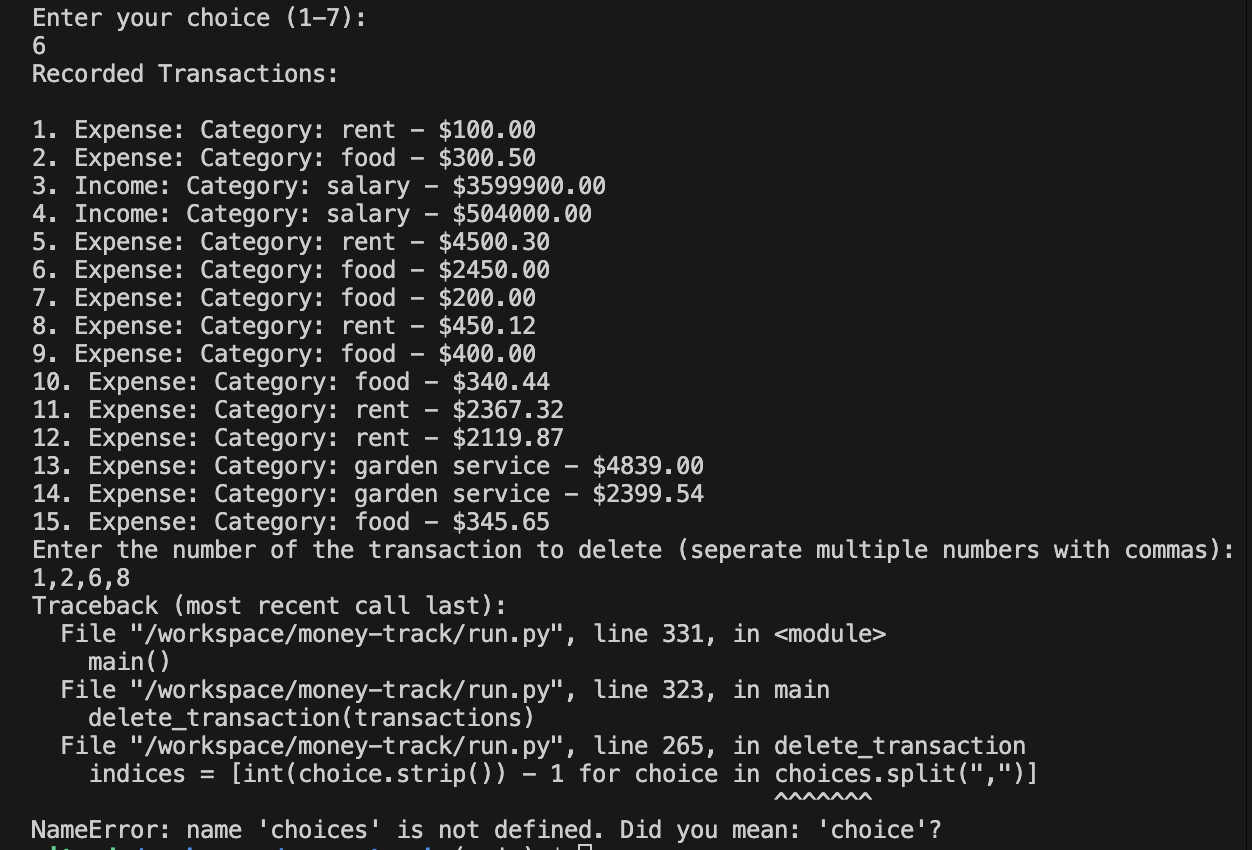 Enter your choice (1–7):
6
Recorded Transactions:
1. Expense: Category: rent – $100.00
2. Expense: Category: food – $300.50
3. Income: Category: salary – $3599900.00
4. Income: Category: salary – $504000.00
5. Expense: Category: rent – $4500.30
6. Expense: Category: food – $2450.00
7. Expense: Category: food – $200.00
8. Expense: Category: rent – $450.12
9. Expense: Category: food – $400.00
10. Expense: Category: food – $340.44
11. Expense: Category: rent – $2367.32
12. Expense: Category: rent – $2119.87
13. Expense: Category: garden service – $4839.00
14. Expense: Category: garden service – $2399.54
15. Expense: Category: food – $345.65
Enter the number of the transaction to delete (seperate multiple numbers with commas):
1,2,6,8
Traceback (most recent call last):
  File "/workspace/money-track/run.py", line 331, in <module>
    main()
  File "/workspace/money-track/run.py", line 323, in main
    delete_transaction(transactions)
  File "/workspace/money-track/run.py", line 265, in delete_transaction
    indices = [int(choice.strip()) – 1 for choice in choices.split(",")]
                                                     ^^^^^^^
NameError: name 'choices' is not defined. Did you mean: 'choice'?